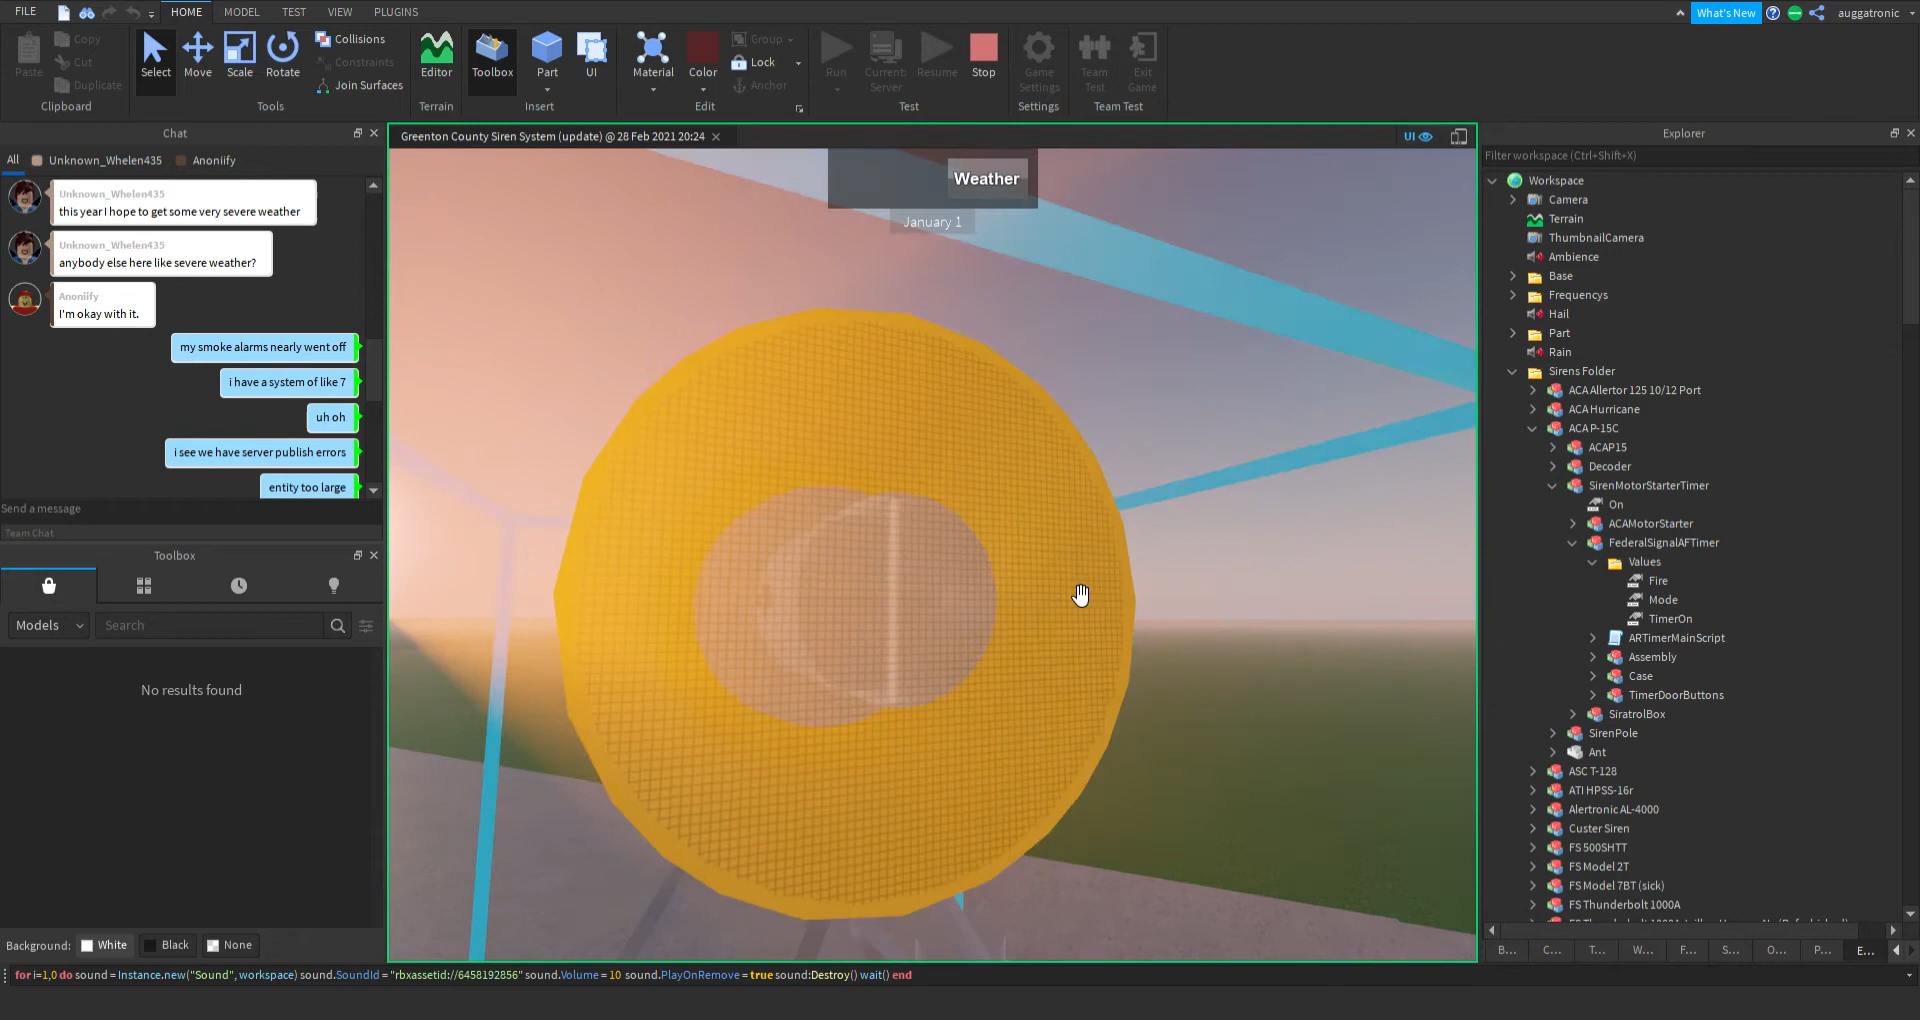 FILE HOME MODEL TEST VIEW PLUGINS What's New auggatronic
Paste Copy Cut Duplicate Clipboard
Select Move Scale Rotate Collisions Constraints Join Surfaces Tools
Editor Terrain
Toolbox Part UI Insert
Material Color Group Lock Anchor Edit
Run Current: Server Resume Stop Test
Game Settings Settings
Team Test Exit Game Team Test
Chat
All Unknown_Whelen435 Anoniify
Unknown_Whelen435
this year I hope to get some very severe weather
Unknown_Whelen435
anybody else here like severe weather?
Anoniify
I'm okay with it.
my smoke alarms nearly went off
i have a system of like 7
uh oh
i see we have server publish errors
entity too large
Send a message
Team Chat
Toolbox
Models Search
No results found
Background: White Black None
Greenton County Siren System (update) @ 28 Feb 2021 20:24
UI
Weather
January 1
Explorer
Filter workspace (Ctrl+Shift+X)
Workspace
Camera
Terrain
ThumbnailCamera
Ambience
Base
Frequencys
Hail
Part
Rain
Sirens Folder
ACA Allertor 125 10/12 Port
ACA Hurricane
ACA P-15C
ACAP15
Decoder
SirenMotorStarterTimer
On
ACAMotorStarter
FederalSignalAFTimer
Values
Fire
Mode
TimerOn
ARTimerMainScript
Assembly
Case
TimerDoorButtons
SiratrolBox
SirenPole
Ant
ASC T-128
ATI HPSS-16r
Alertronic AL-4000
Custer Siren
FS 500SHTT
FS Model 2T
FS Model 7BT (sick)
FS Thunderbolt 1000A
B... C... T... W... F... S... O... P... E...
for i=1,0 do sound = Instance.new("Sound", workspace) sound.SoundId = "rbxassetid://6458192856" sound.Volume = 10 sound.PlayOnRemove = true sound:Destroy() wait() end